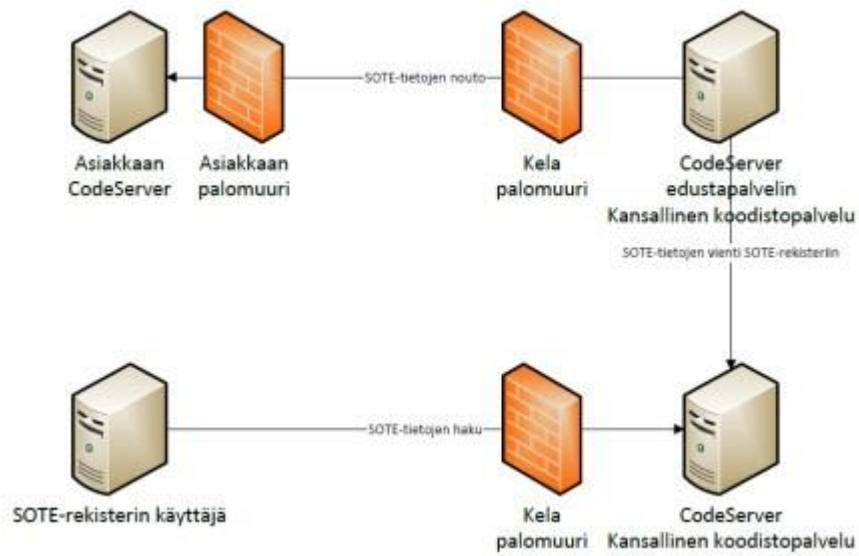 SOTE-tietojen nouto
Asiakkaan
CodeServer
Asiakkaan
palomuuri
Kela
palomuuri
CodeServer
edustapalvelin
Kansallinen koodistopalvelu
SOTE-tietojen vienti SOTE-rekisteriin
SOTE-tietojen haku
SOTE-rekisterin käyttäjä
Kela
palomuuri
CodeServer
Kansallinen koodistopalvelu